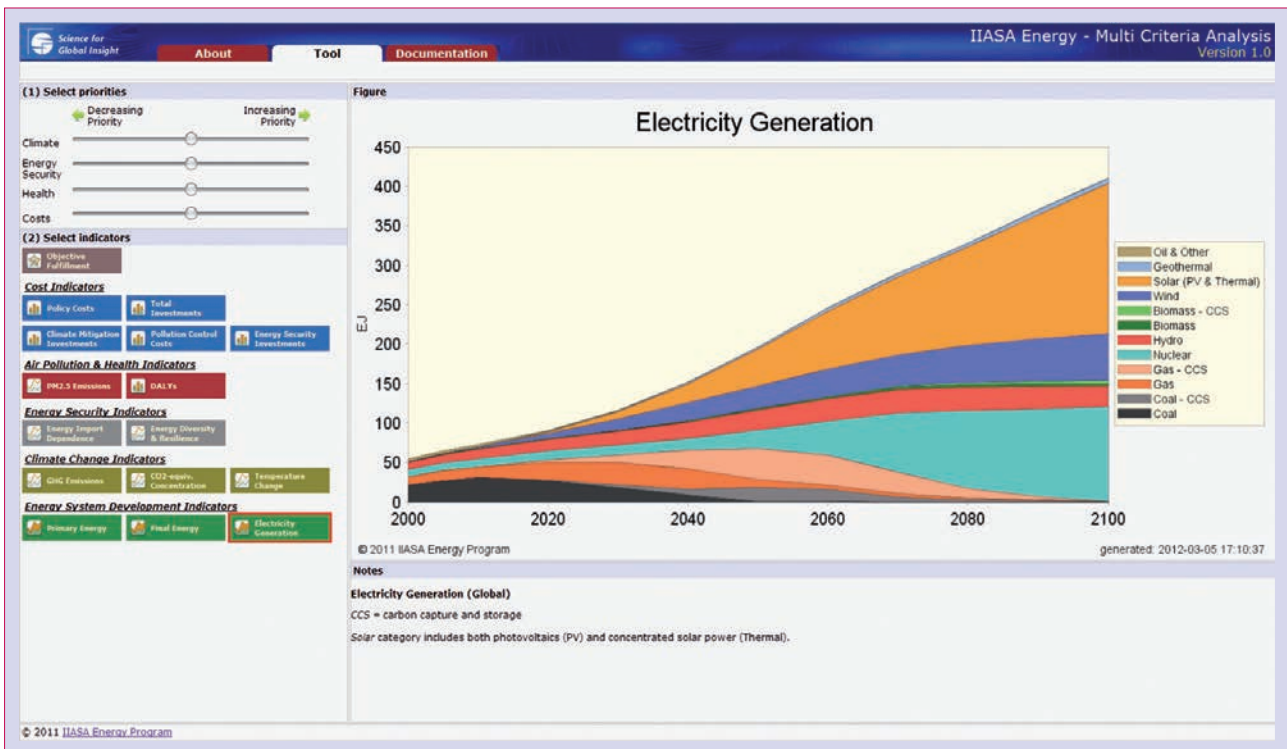 Science for
Global Insight
About
Tool
Documentation
IIASA Energy - Multi Criteria Analysis
Version 1.0
(1) Select priorities
Decreasing
Priority
Increasing
Priority
Climate
Energy
Security
Health
Costs
(2) Select indicators
Objective
Fulfillment
Cost Indicators
Policy Costs
Total
Investments
Climate Mitigation
Investments
Pollution Control
Costs
Energy Security
Investments
Air Pollution & Health Indicators
PM2.5 Emissions
DALYs
Energy Security Indicators
Energy Import
Dependence
Energy Diversity
& Resilience
Climate Change Indicators
GHG Emissions
CO2-equiv.
Concentration
Temperature
Change
Energy System Development Indicators
Primary Energy
Final Energy
Electricity
Generation
Figure
Electricity Generation
450
400
350
300
250
200
150
100
50
0
EJ
2000
2020
2040
2060
2080
2100
Oil & Other
Geothermal
Solar (PV & Thermal)
Wind
Biomass - CCS
Biomass
Hydro
Nuclear
Gas - CCS
Gas
Coal - CCS
Coal
© 2011 IIASA Energy Program
generated: 2012-03-05 17:10:37
Notes
Electricity Generation (Global)
CCS = carbon capture and storage
Solar category includes both photovoltaics (PV) and concentrated solar power (Thermal).
© 2011 IIASA Energy Program